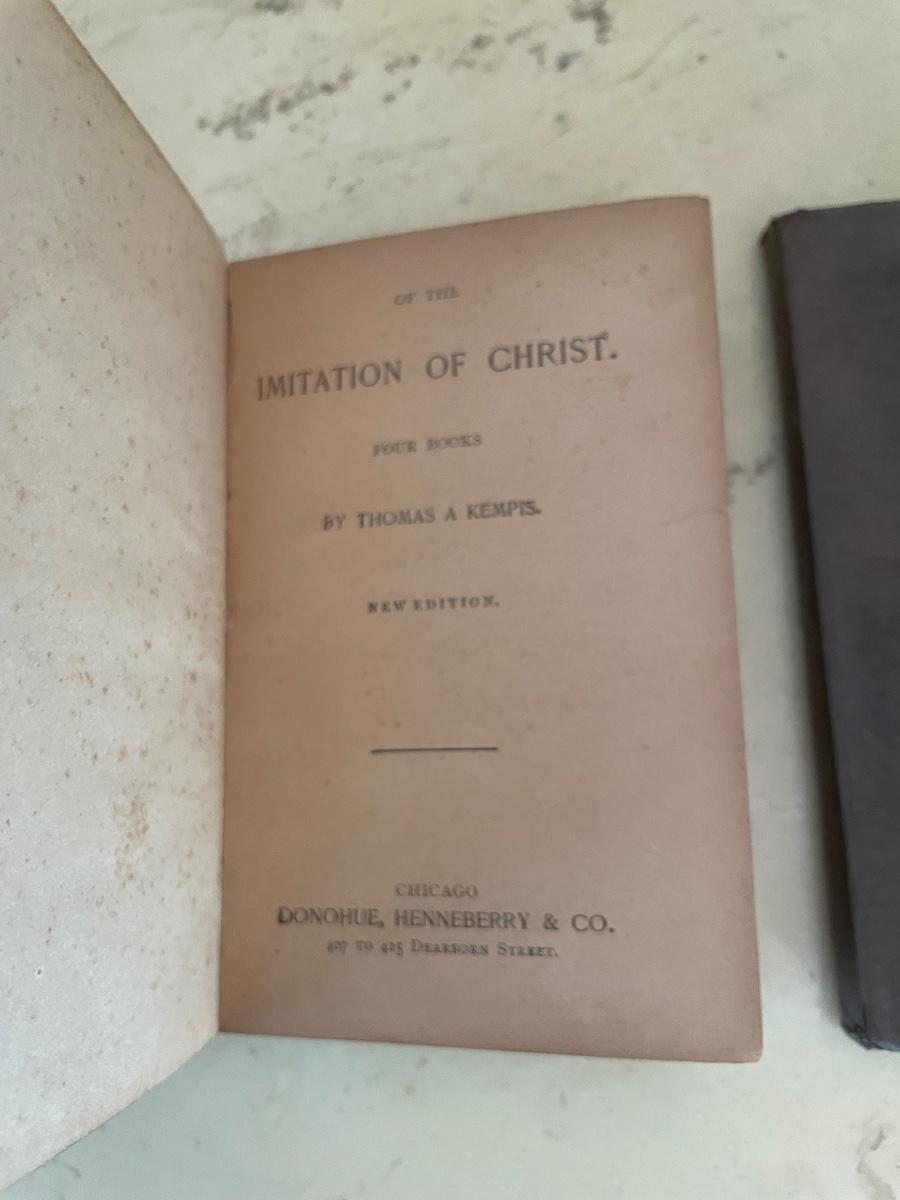 OF THE
IMITATION OF CHRIST.
FOUR BOOKS
BY THOMAS A KEMPIS.
NEW EDITION.
CHICAGO
DONOHUE, HENNEBERRY & CO.
407 TO 425 DEARBORN STREET.